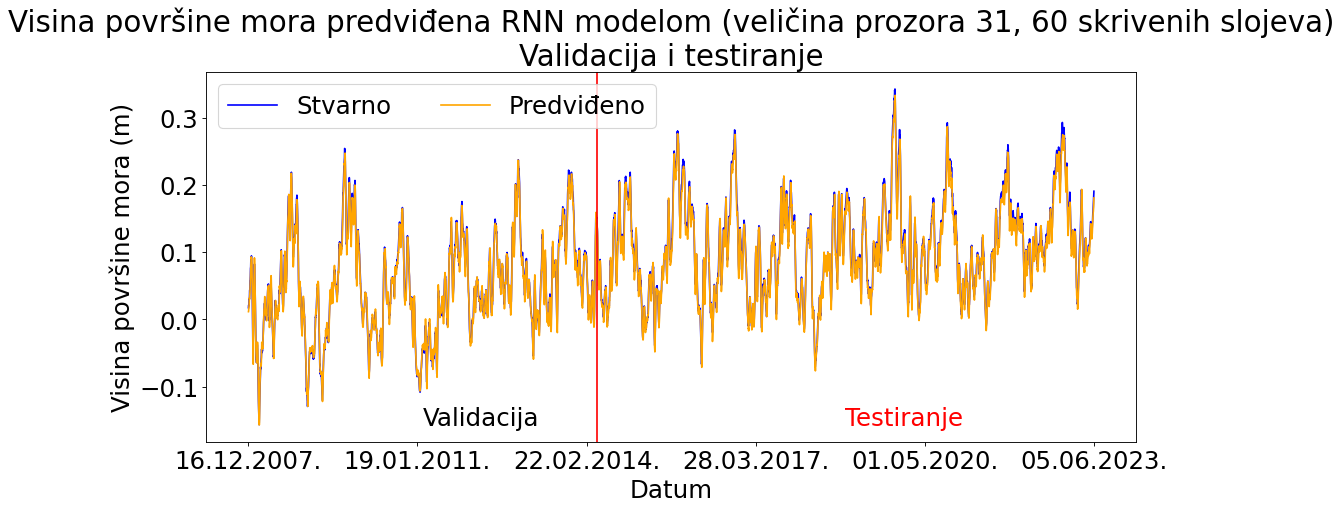 Visina površine mora predviđena RNN modelom (veličina prozora 31, 60 skrivenih slojeva)
Validacija i testiranje
Stvarno
Predviđeno
Visina površine mora (m)
0.3
0.2
0.1
0.0
−0.1
Validacija
Testiranje
16.12.2007.
19.01.2011.
22.02.2014.
28.03.2017.
01.05.2020.
05.06.2023.
Datum